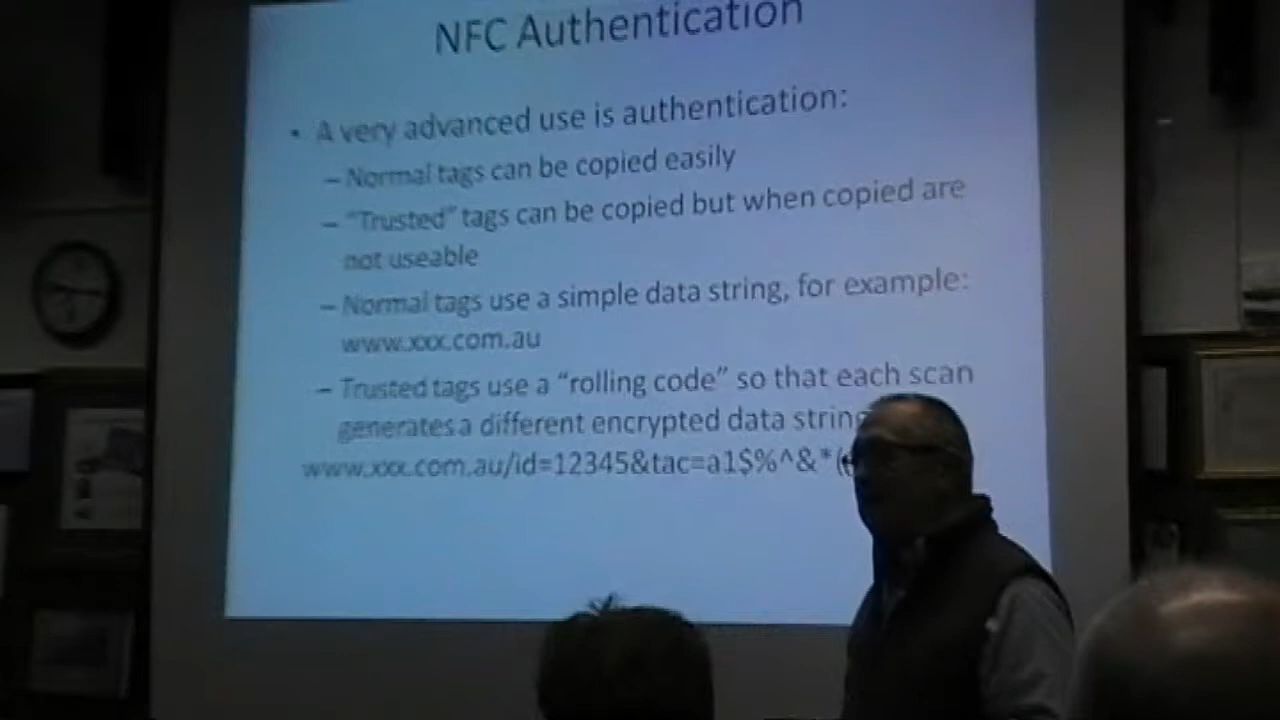 NFC Authentication
• A very advanced use is authentication:
– Normal tags can be copied easily
– "Trusted" tags can be copied but when copied are
not useable
– Normal tags use a simple data string, for example:
www.xxx.com.au
– Trusted tags use a "rolling code" so that each scan
generates a different encrypted data string
www.xxx.com.au/id=12345&tac=a1$%^&*(